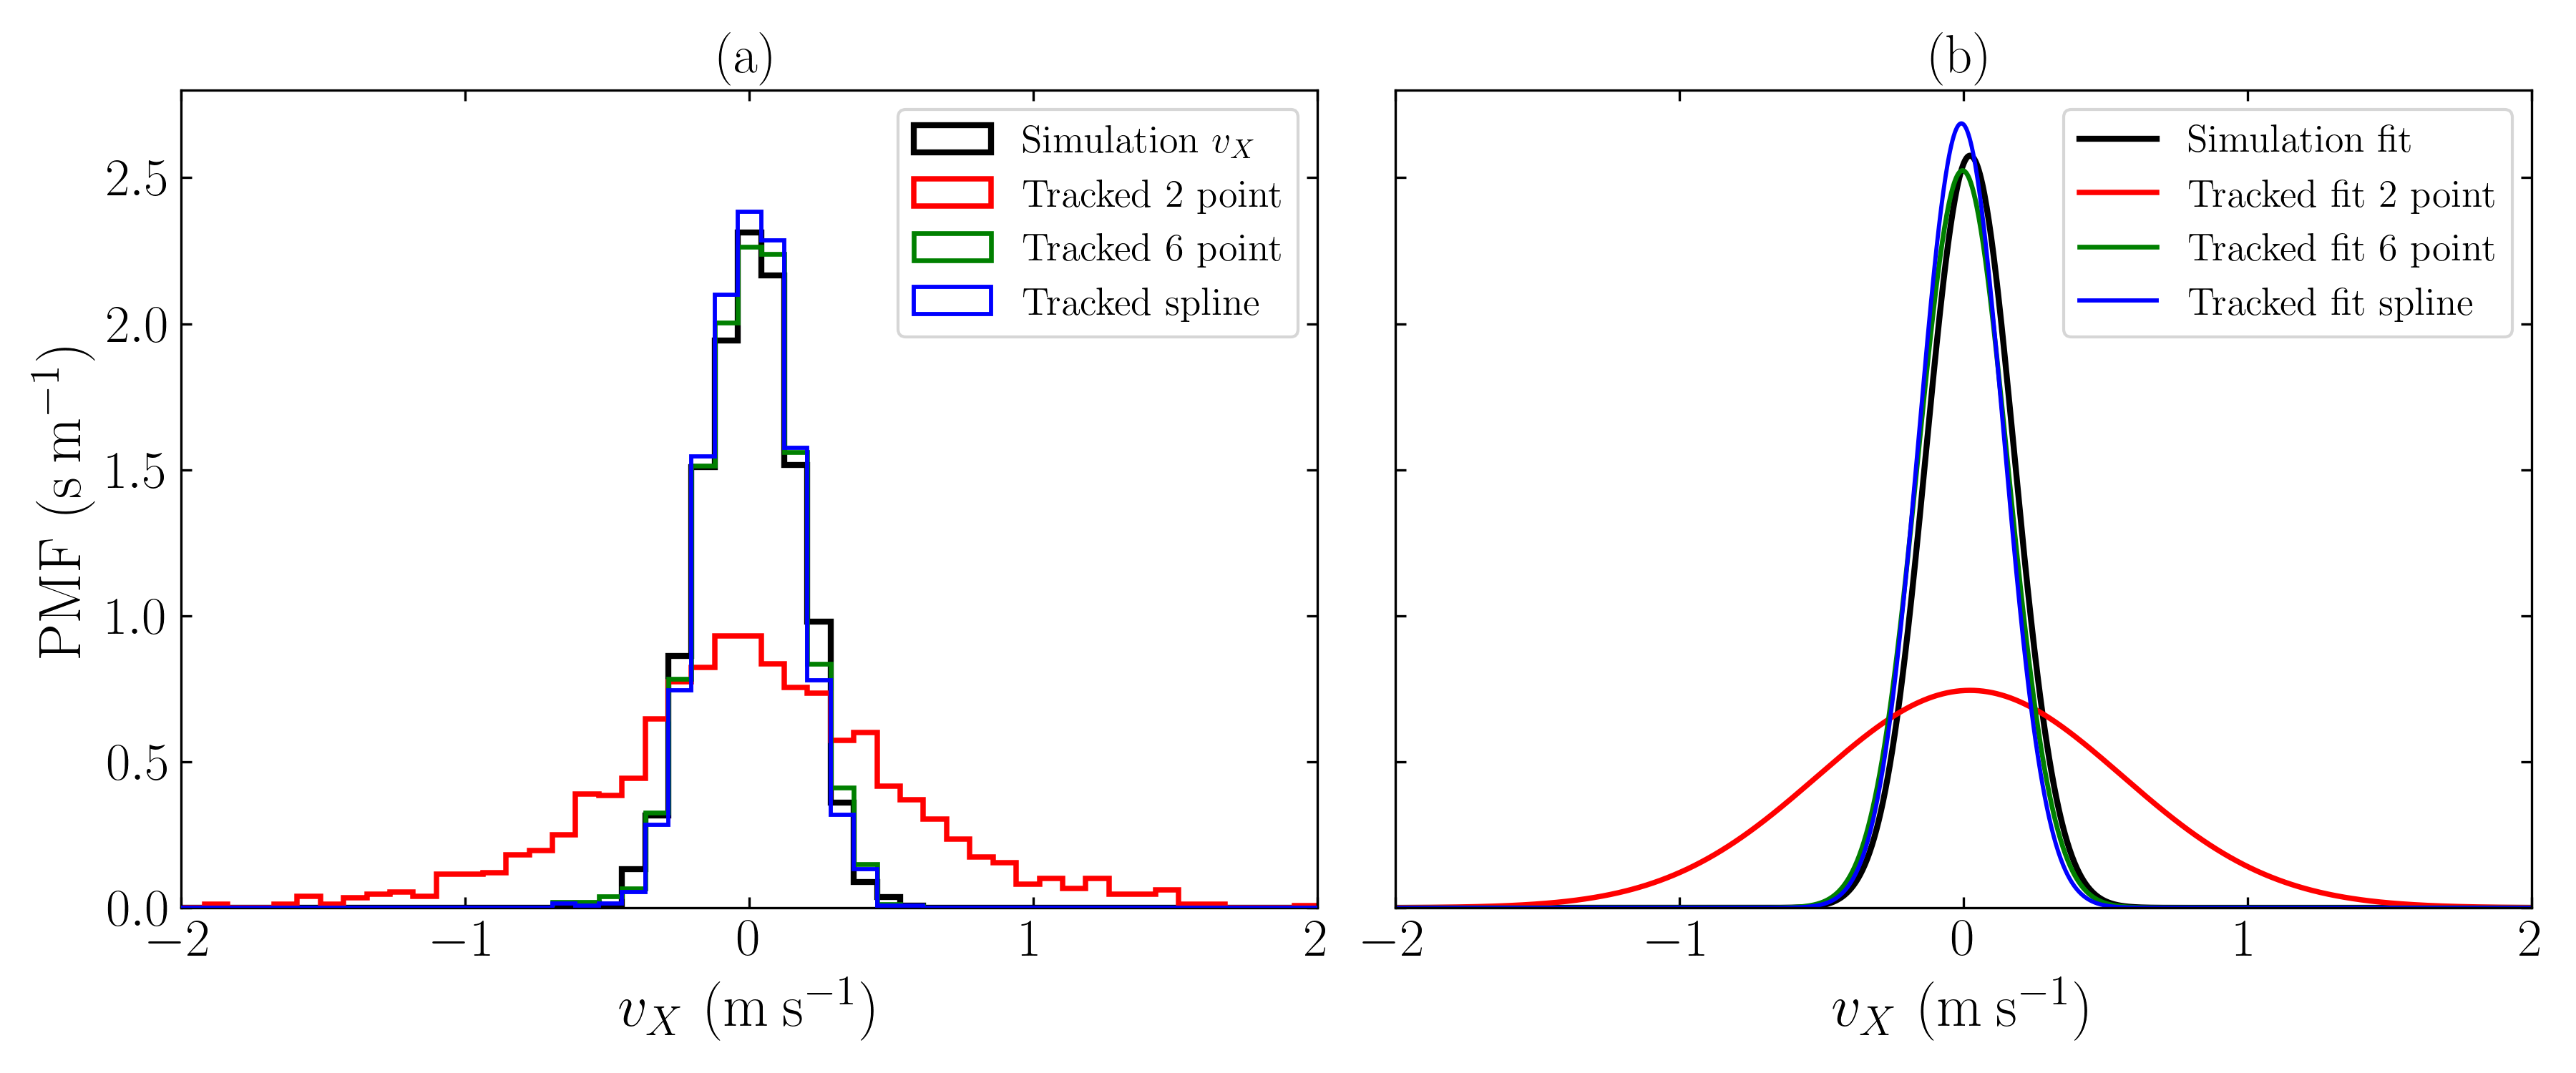 (a)
Simulation v_X
Tracked 2 point
Tracked 6 point
Tracked spline
PMF (s m⁻¹)
2.5
2.0
1.5
1.0
0.5
0.0
−2 −1 0 1 2
v_X (m s⁻¹)
(b)
Simulation fit
Tracked fit 2 point
Tracked fit 6 point
Tracked fit spline
−2 −1 0 1 2
v_X (m s⁻¹)